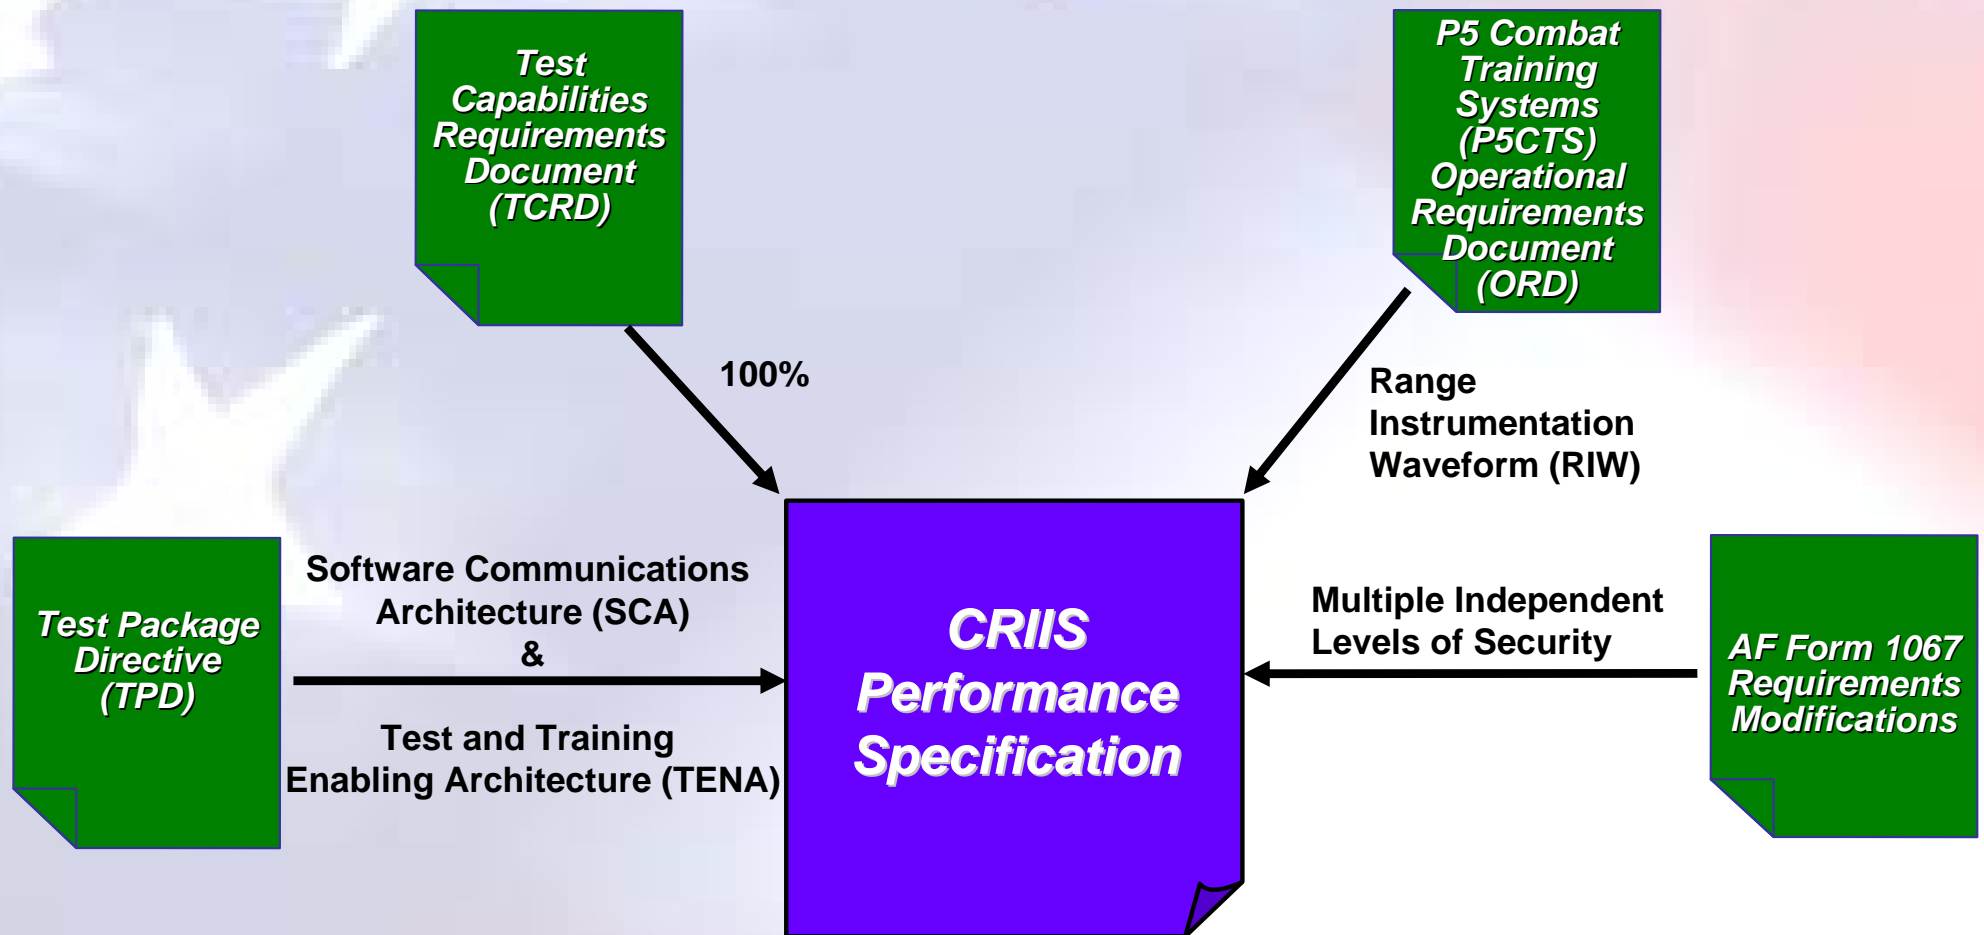 Test
Capabilities
Requirements
Document
(TCRD)
P5 Combat
Training
Systems
(P5CTS)
Operational
Requirements
Document
(ORD)
100%
Range
Instrumentation
Waveform (RIW)
Test Package
Directive
(TPD)
Software Communications
Architecture (SCA)
&
Test and Training
Enabling Architecture (TENA)
CRIIS
Performance
Specification
Multiple Independent
Levels of Security
AF Form 1067
Requirements
Modifications